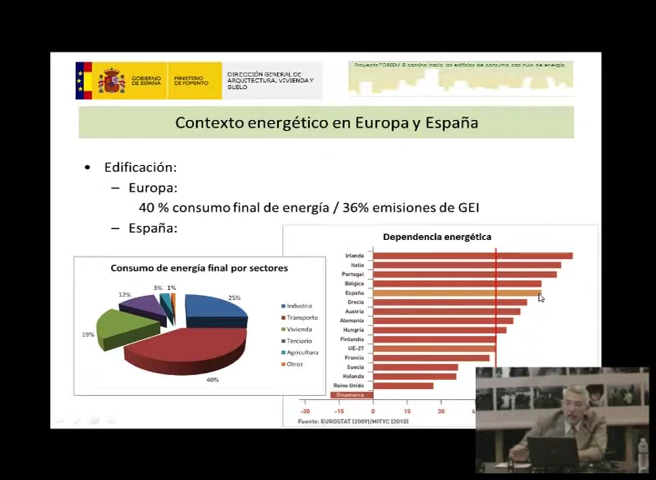 GOBIERNO
DE ESPAÑA
MINISTERIO
DE FOMENTO
DIRECCIÓN GENERAL DE
ARQUITECTURA, VIVIENDA Y
SUELO
Contexto energético en Europa y España
• Edificación:
– Europa:
40 % consumo final de energía / 36% emisiones de GEI
– España:
Consumo de energía final por sectores
3%
1%
12%
25%
19%
40%
Industria
Transporte
Vivienda
Terciario
Agricultura
Otros
Dependencia energética
Irlanda
Italia
Portugal
Bélgica
España
Grecia
Austria
Alemania
Hungría
Finlandia
UE-27
Francia
Suecia
Holanda
Reino Unido
Dinamarca
-30
-15
0
15
30
Fuente: EUROSTAT (2009)/MITYC (2010)